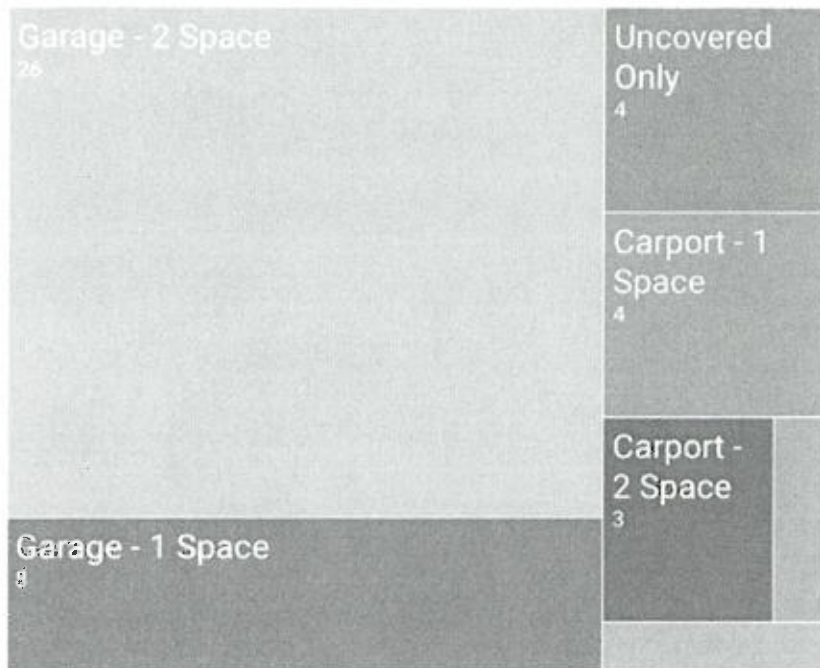 Garage - 2 Space
26
Uncovered
Only
4
Carport - 1
Space
4
Carport -
2 Space
3
Garage - 1 Space